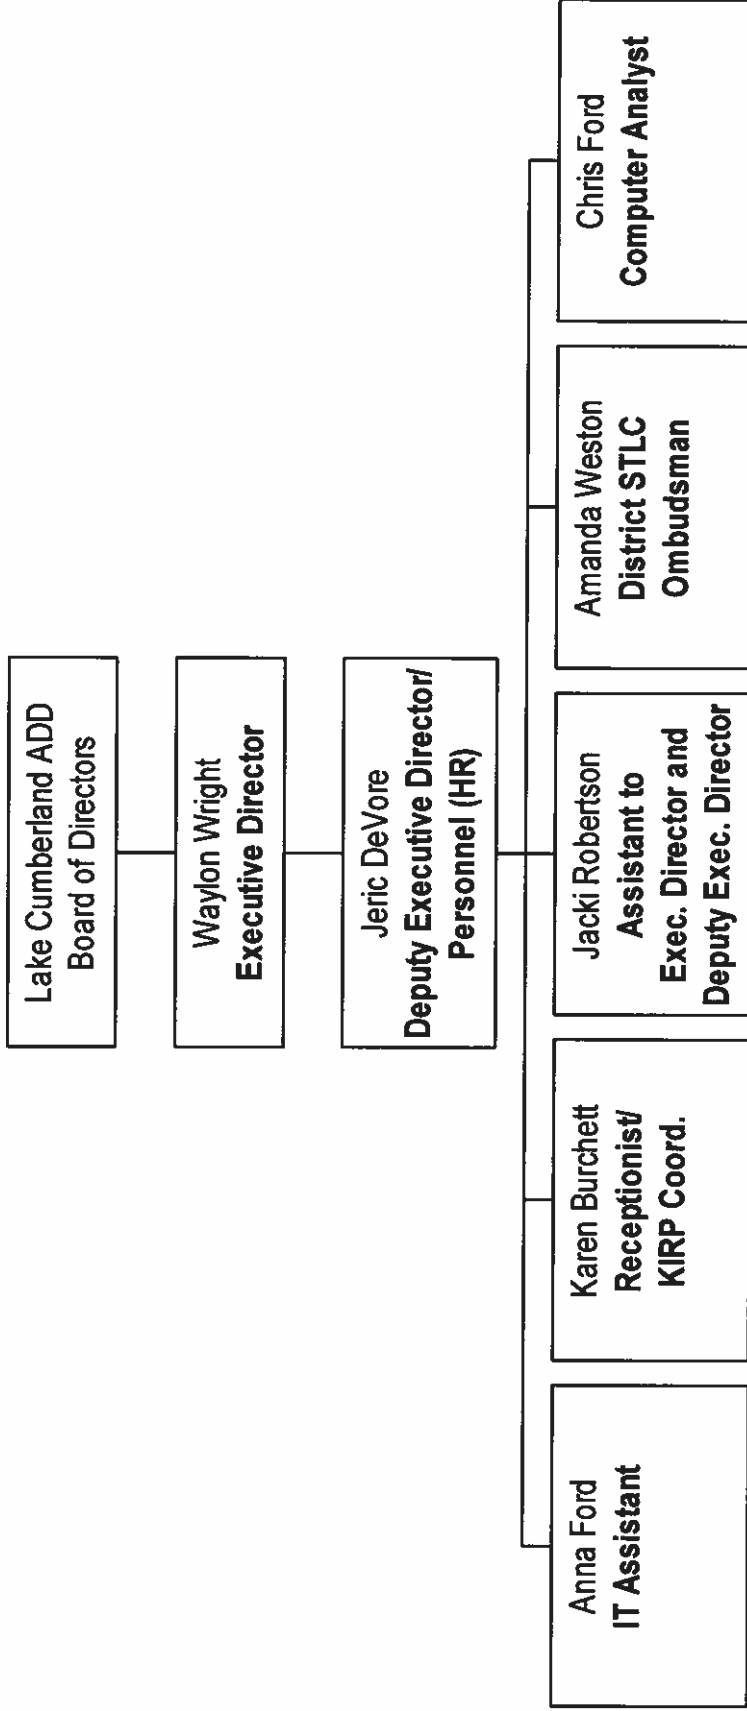 Lake Cumberland ADD
Board of Directors
Waylon Wright
Executive Director
Jeric DeVore
Deputy Executive Director/
Personnel (HR)
Anna Ford
IT Assistant
Karen Burchett
Receptionist/
KIRP Coord.
Jacki Robertson
Assistant to
Exec. Director and
Deputy Exec. Director
Amanda Weston
District STLC
Ombudsman
Chris Ford
Computer Analyst